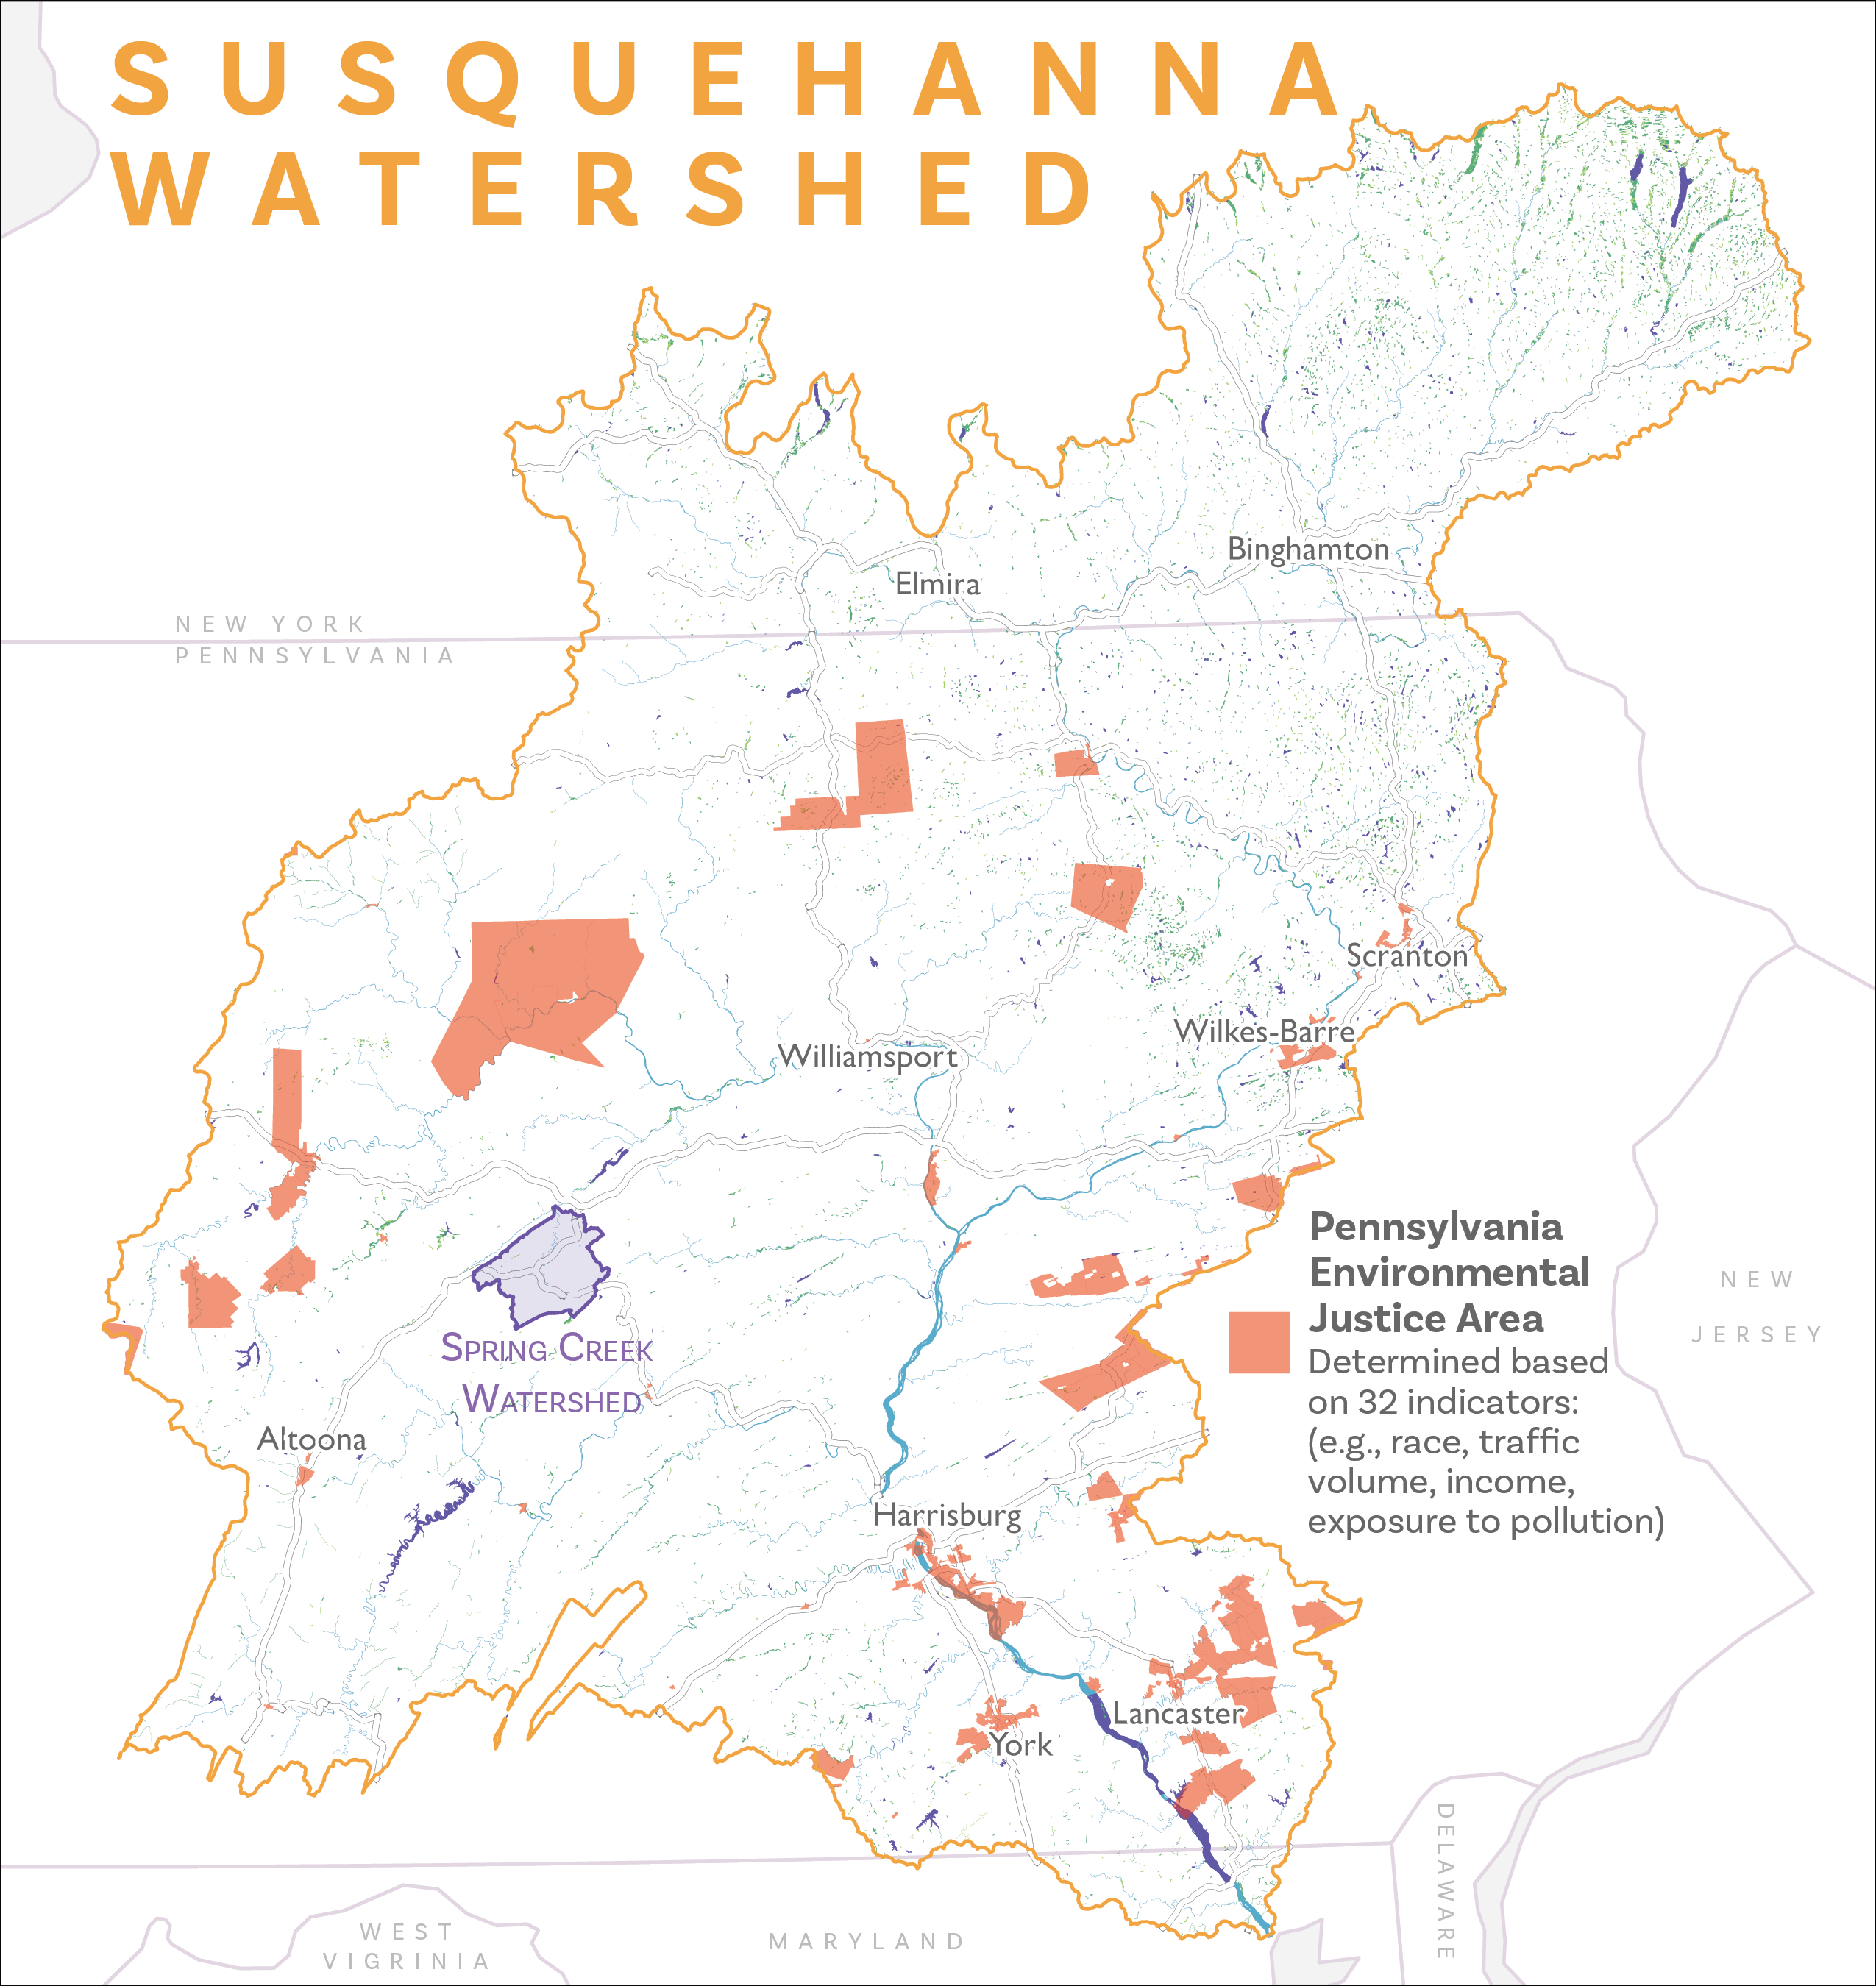 SUSQUEHANNA
WATERSHED
Binghamton
Elmira
NEW YORK
PENNSYLVANIA
Scranton
Wilkes-Barre
Williamsport
Pennsylvania
Environmental
Justice Area
Determined based
on 32 indicators:
(e.g., race, traffic
volume, income,
exposure to pollution)
NEW
JERSEY
SPRING CREEK
WATERSHED
Altoona
Harrisburg
Lancaster
York
DELAWARE
WEST
VIGRINIA
MARYLAND